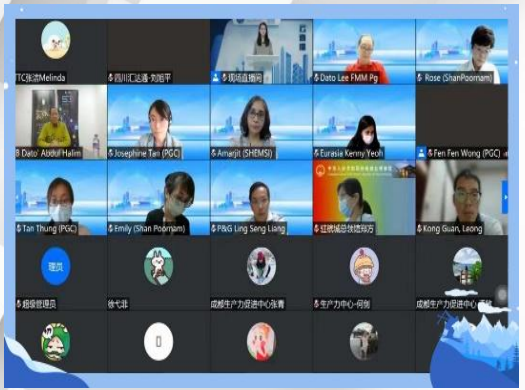 TC张洁Melinda
四川汇达通-刘旭平
现场直播间
Dato Lee FMM Pg
Rose (ShanPoornam)
B Dato' Abdul Halim
Josephine Tan (PGC)
Amarjit (SHEMSI)
Eurasia Kenny Yeoh
Fen Fen Wong (PGC)
Tan Thung (PGC)
Emily (Shan Poornam)
P&G Ling Seng Liang
Kong Guan, Leong
理员
超级管理员
徐弋非
成都生产力促进中心张青
生产力中心-何剑
成都生产力促进中心